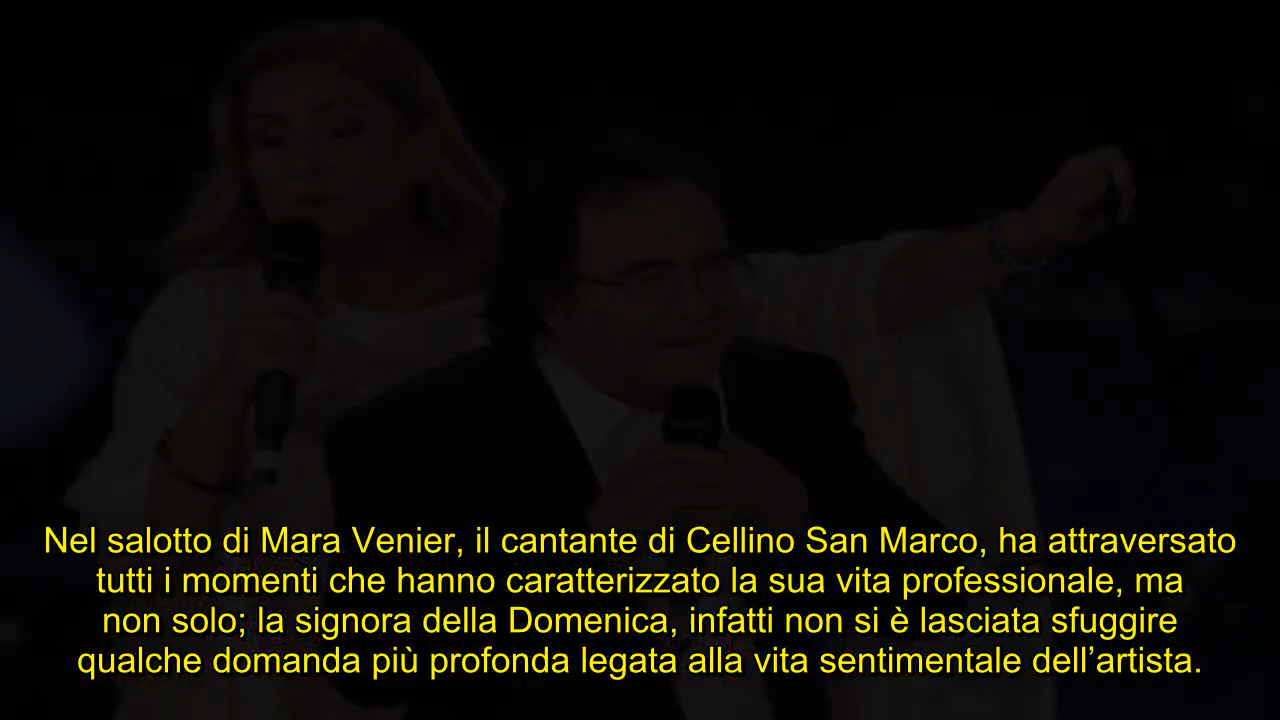 Nel salotto di Mara Venier, il cantante di Cellino San Marco, ha attraversato
tutti i momenti che hanno caratterizzato la sua vita professionale, ma
non solo; la signora della Domenica, infatti non si è lasciata sfuggire
qualche domanda più profonda legata alla vita sentimentale dell’artista.